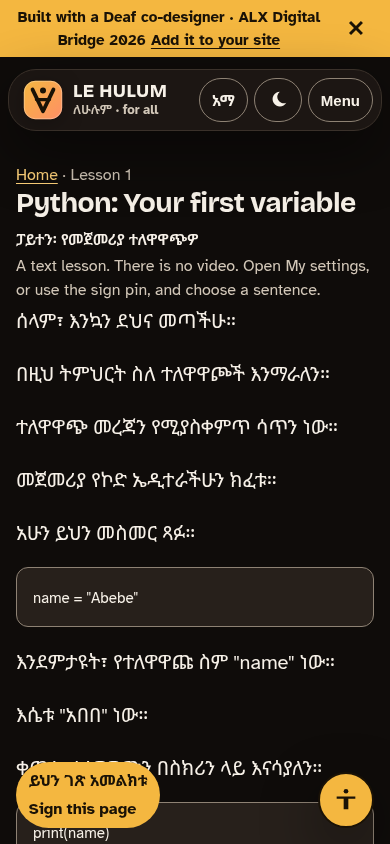 Built with a Deaf co-designer · ALX Digital
Bridge 2026 Add it to your site
×
LE HULUM
ለሁሉም · for all
አማ
Menu
Home · Lesson 1
Python: Your first variable
ፓይተን፡ የመጀመሪያ ተለዋዋጭዎ
A text lesson. There is no video. Open My settings,
or use the sign pin, and choose a sentence.
ሰላም፣ እንኳን ደህና መጣችሁ።
በዚህ ትምህርት ስለ ተለዋዋጮች እንማራለን።
ተለዋዋጭ መረጃን የሚያስቀምጥ ሳጥን ነው።
መጀመሪያ የኮድ ኤዲተራችሁን ክፈቱ።
አሁን ይህን መስመር ጻፉ።
name = "Abebe"
እንደምታዩት፣ የተለዋዋጩ ስም "name" ነው።
እሴቱ "አበበ" ነው።
በስክሪን ላይ እናሳያለን።
ይህን ገጽ አመልክቱ
Sign this page
print(name)